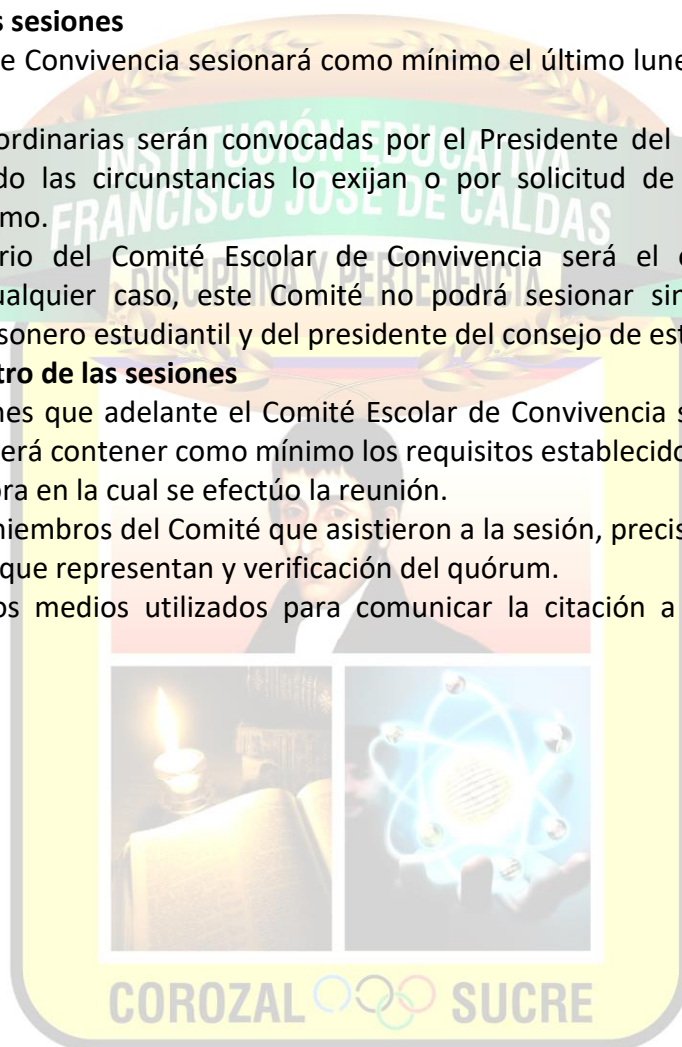 s sesiones
e Convivencia sesionará como mínimo el último lune
ordinarias serán convocadas por el Presidente del
do las circunstancias lo exijan o por solicitud de
mo.
rio del Comité Escolar de Convivencia será el
ualquier caso, este Comité no podrá sesionar sin
sonero estudiantil y del presidente del consejo de est
tro de las sesiones
nes que adelante el Comité Escolar de Convivencia s
erá contener como mínimo los requisitos establecido
ora en la cual se efectúo la reunión.
miembros del Comité que asistieron a la sesión, precis
que representan y verificación del quórum.
os medios utilizados para comunicar la citación a
INSTITUCIÓN EDUCATIVA
FRANCISCO JOSE DE CALDAS
DISCIPLINA Y PERTENENCIA
COROZAL SUCRE